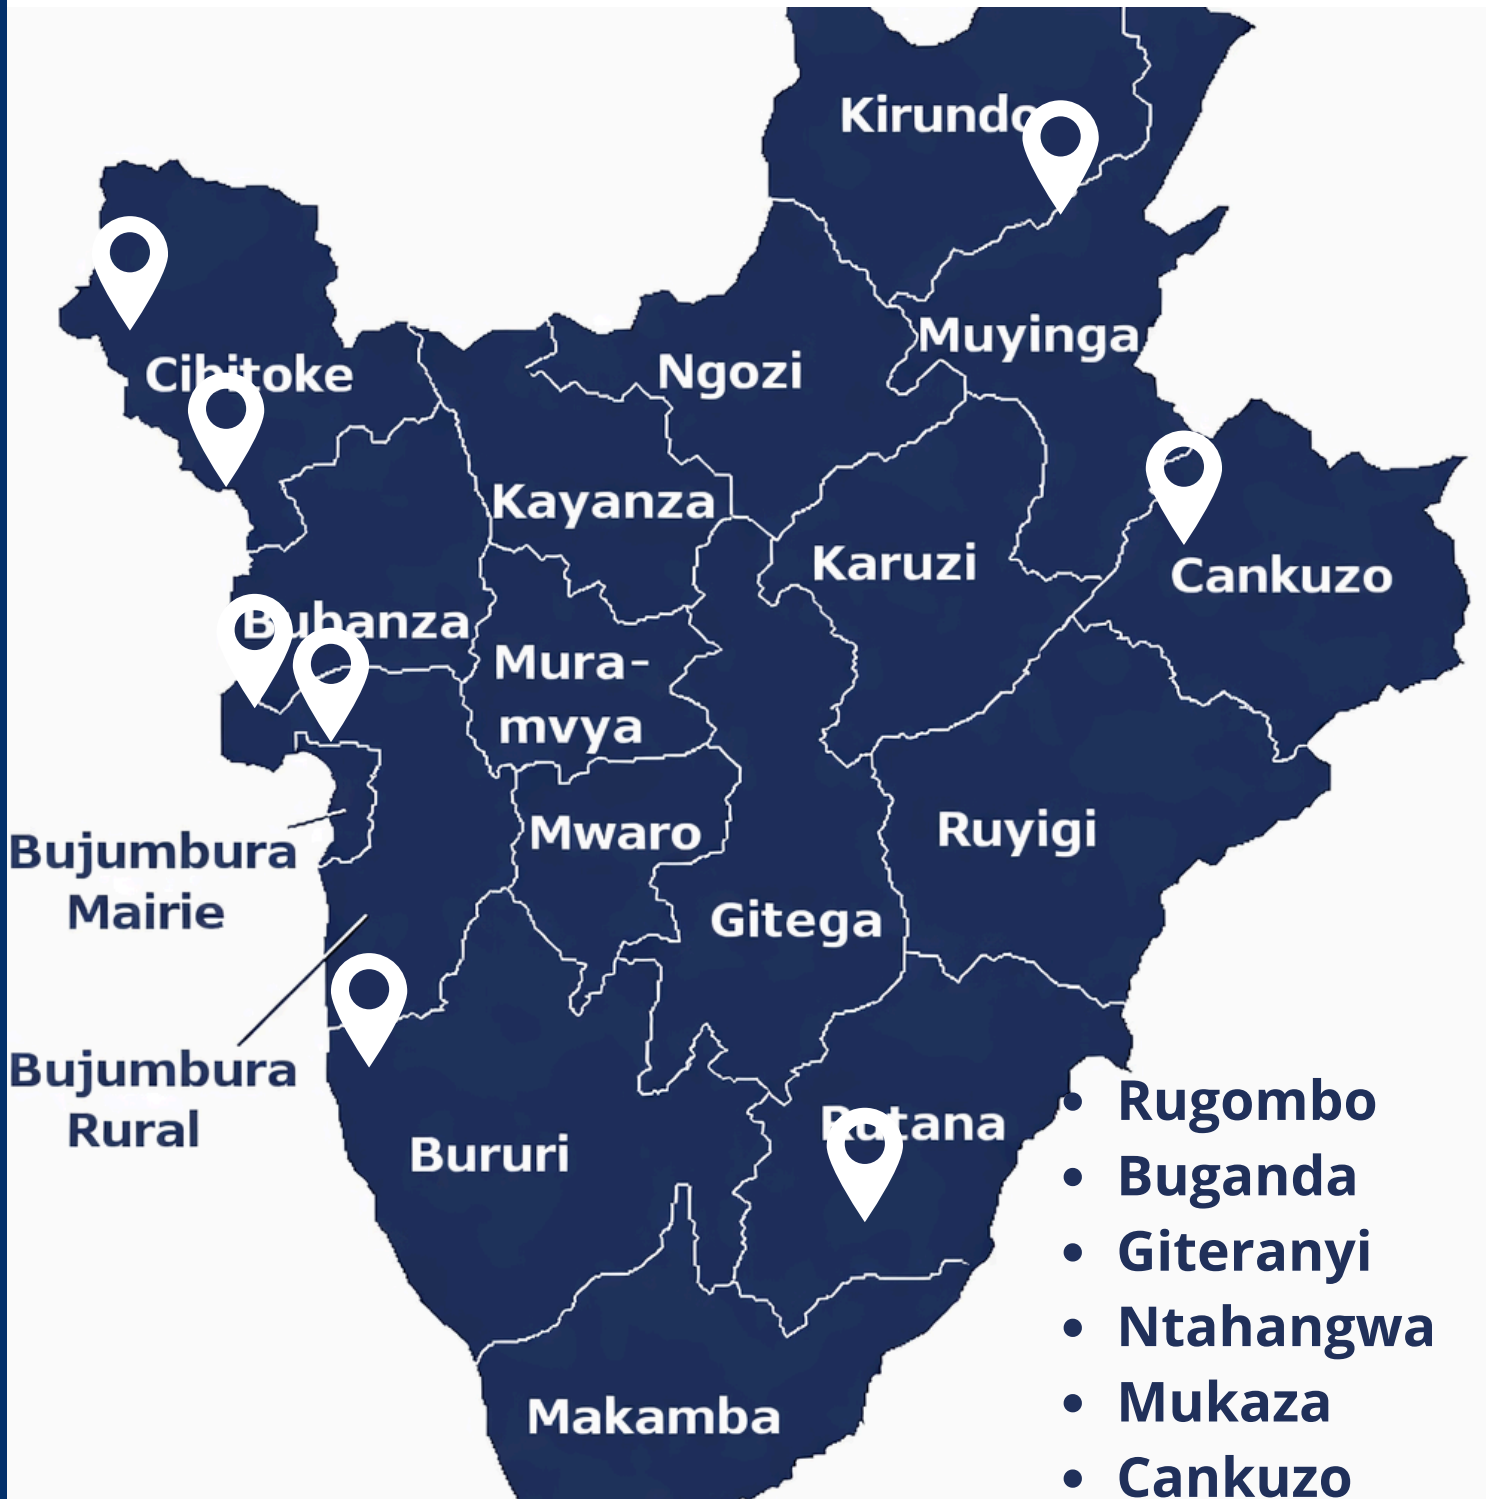 Kirundo
Muyinga
Cibitoke
Ngozi
Kayanza
Karuzi
Cankuzo
Bubanza
Mura-
mvya
Mwaro
Ruyigi
Bujumbura
Mairie
Gitega
Bujumbura
Rural
Rutana
Bururi
Makamba
• Rugombo
• Buganda
• Giteranyi
• Ntahangwa
• Mukaza
• Cankuzo